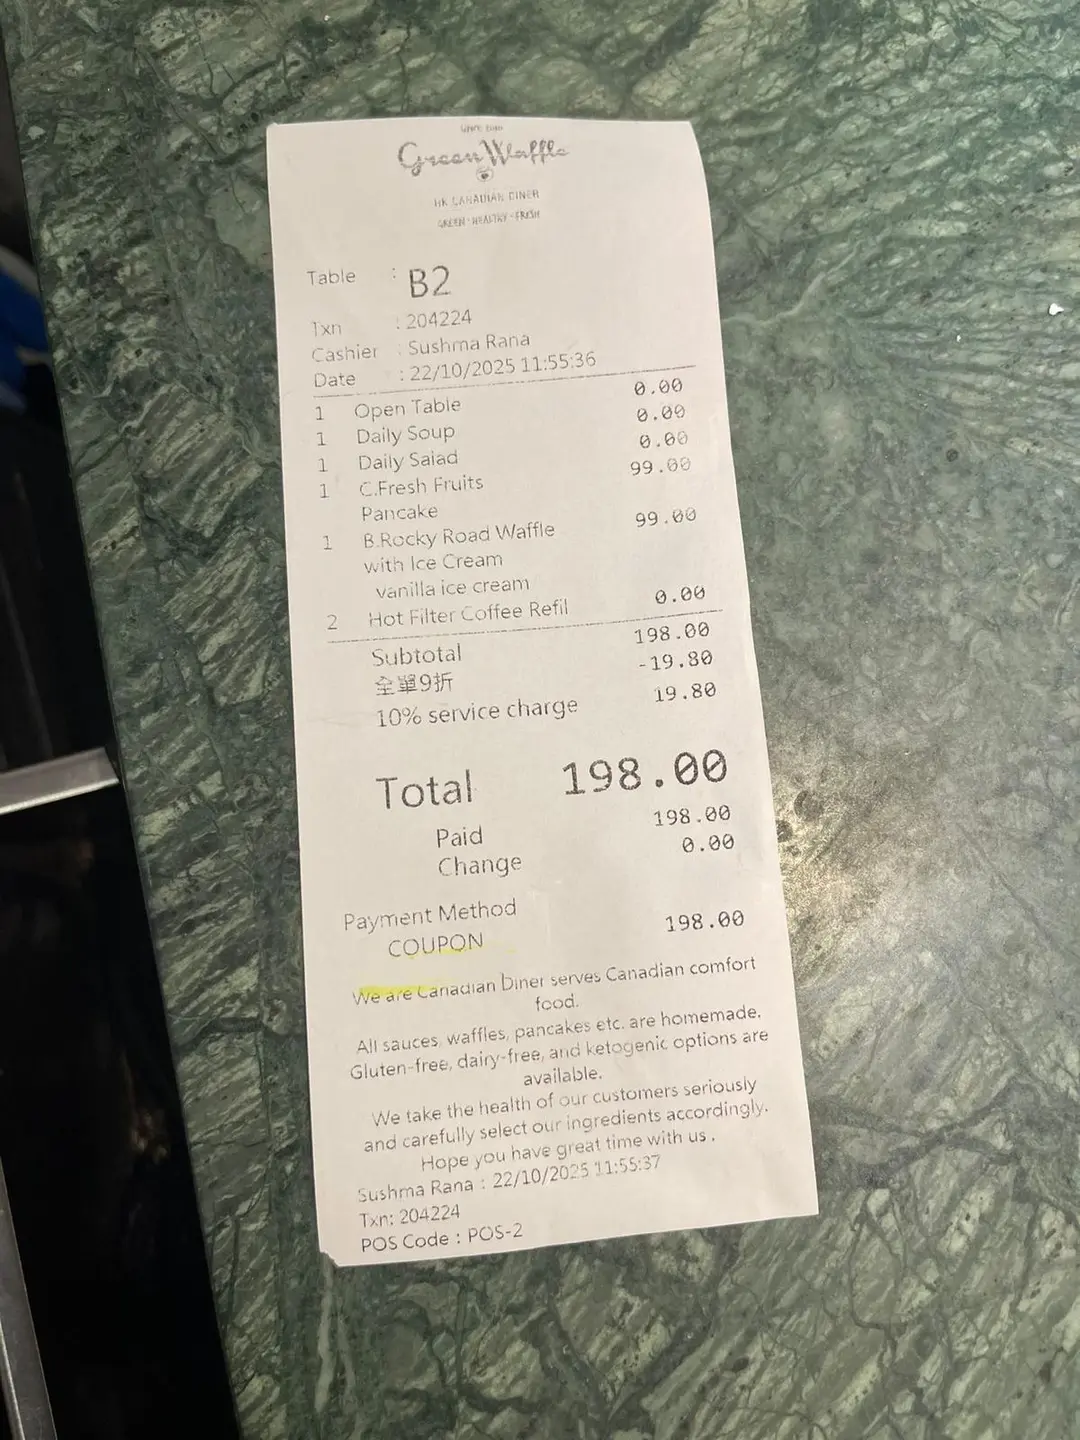 Green Waffle
HK CANADIAN DINER
GREEN · HEALTHY · FRESH
Table : B2
Txn : 204224
Cashier : Sushma Rana
Date : 22/10/2025 11:55:36
1 Open Table 0.00
1 Daily Soup 0.00
1 Daily Salad 0.00
1 C.Fresh Fruits 99.00
Pancake
1 B.Rocky Road Waffle 99.00
with Ice Cream
vanilla ice cream
2 Hot Filter Coffee Refil 0.00
Subtotal 198.00
全單9折 -19.80
10% service charge 19.80
Total 198.00
Paid 198.00
Change 0.00
Payment Method
COUPON 198.00
We are Canadian Diner serves Canadian comfort
food.
All sauces, waffles, pancakes etc. are homemade.
Gluten-free, dairy-free, and ketogenic options are
available.
We take the health of our customers seriously
and carefully select our ingredients accordingly.
Hope you have great time with us .
Sushma Rana : 22/10/2025 11:55:37
Txn: 204224
POS Code : POS-2